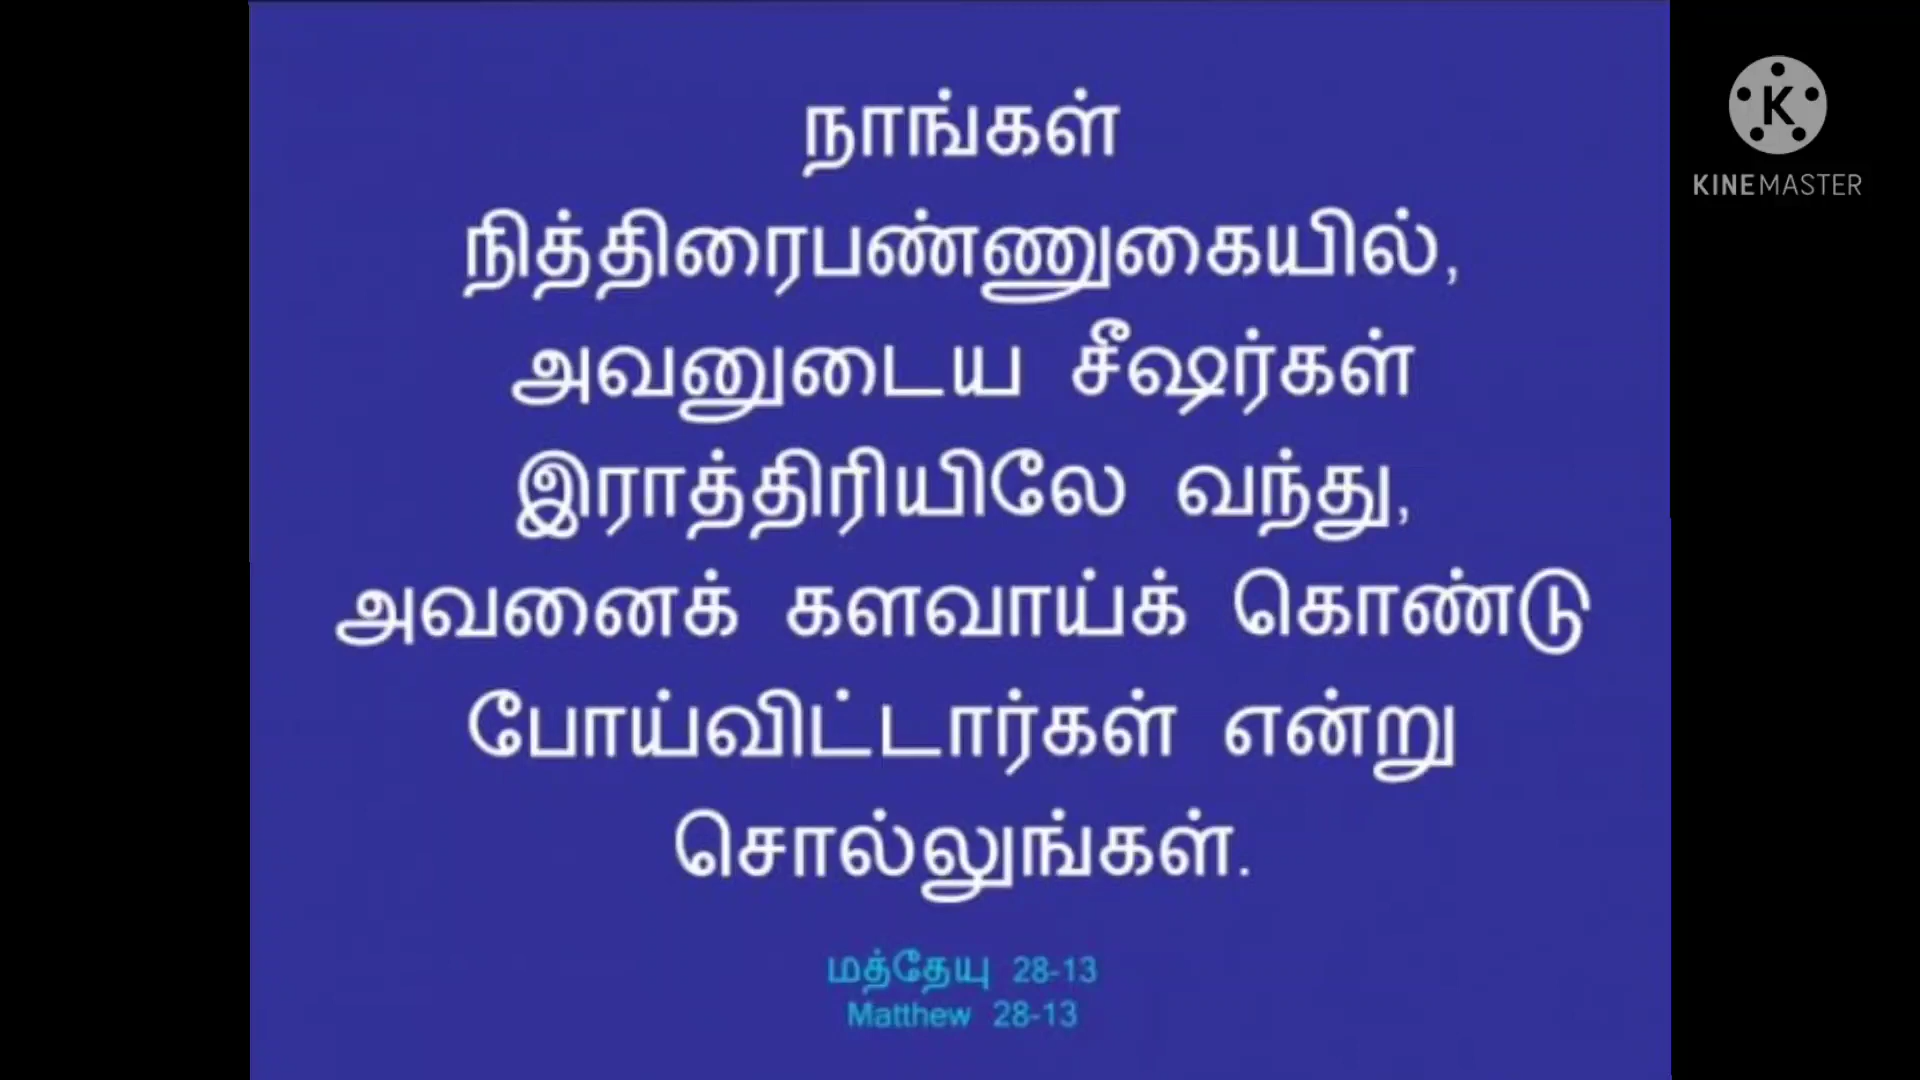 நாங்கள்
நித்திரைபண்ணுகையில்,
அவனுடைய சீஷர்கள்
இராத்திரியிலே வந்து,
அவனைக் களவாய்க் கொண்டு
போய்விட்டார்கள் என்று
சொல்லுங்கள்.
மத்தேயு 28-13
Matthew 28-13
K
KINEMASTER